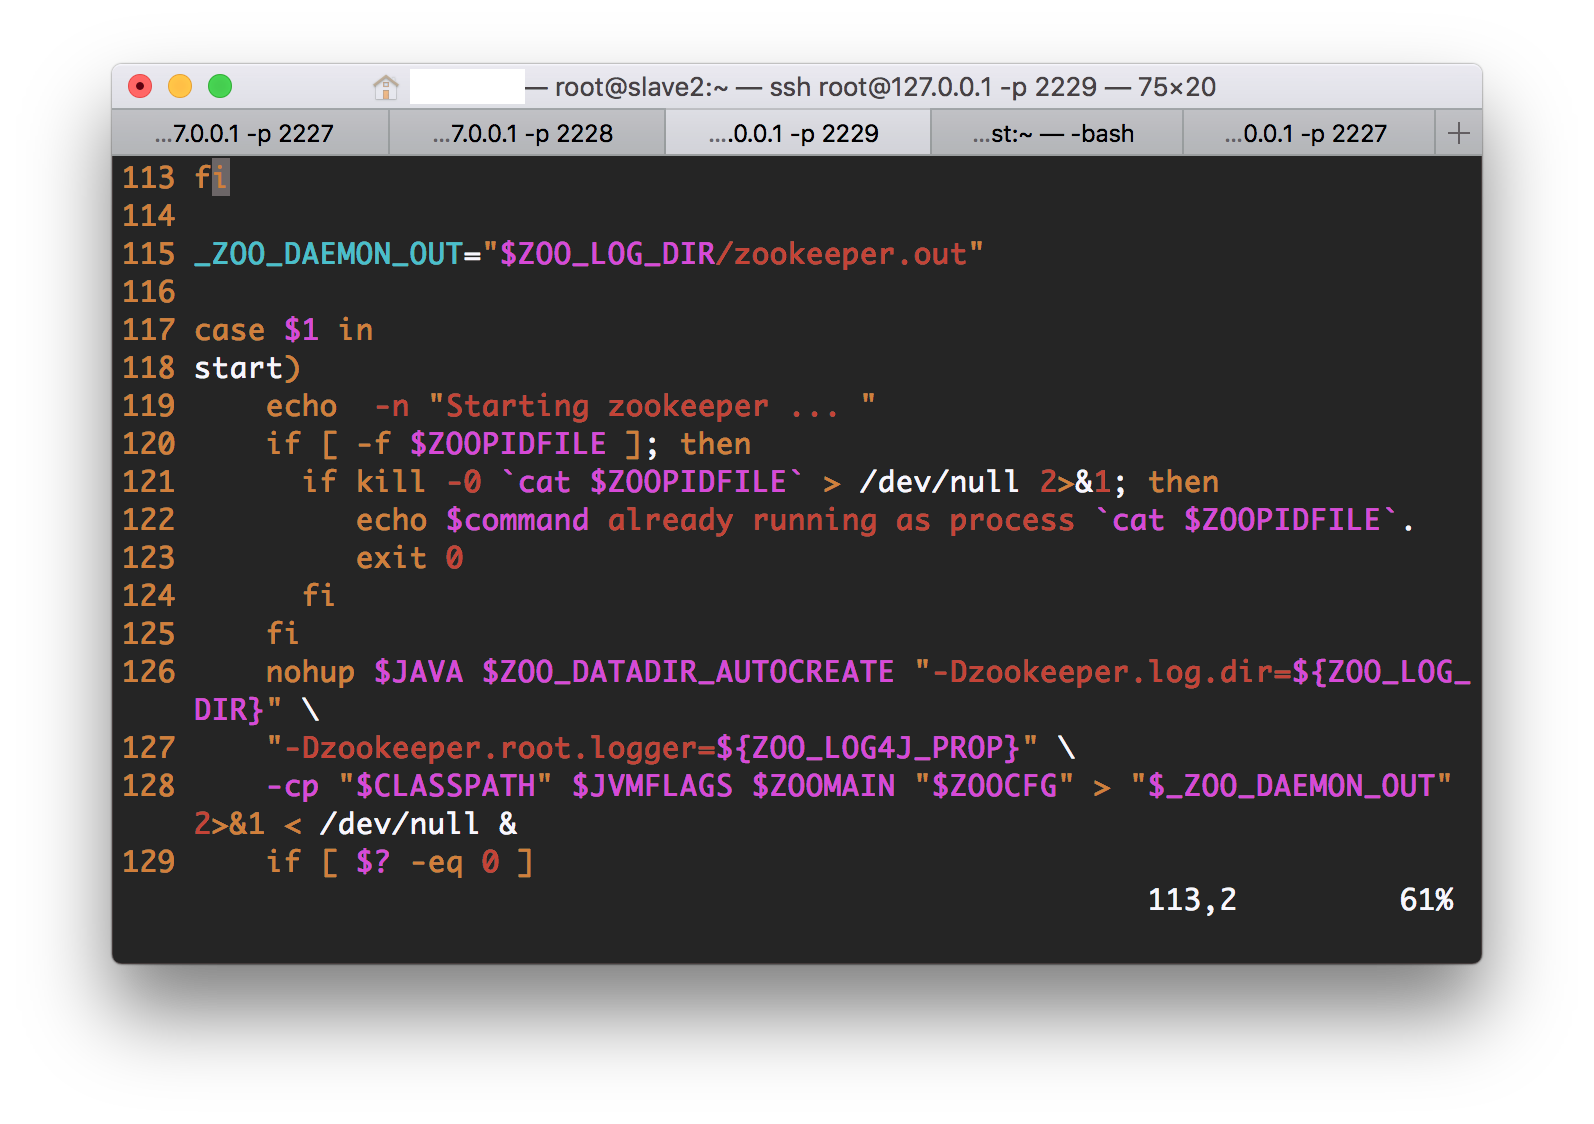 — root@slave2:~ — ssh root@127.0.0.1 -p 2229 — 75×20
...7.0.0.1 -p 2227 ...7.0.0.1 -p 2228 ....0.0.1 -p 2229 ...st:~ — -bash ...0.0.1 -p 2227 +
113 fi
114
115 _ZOO_DAEMON_OUT="$ZOO_LOG_DIR/zookeeper.out"
116
117 case $1 in
118 start)
119     echo  -n "Starting zookeeper ... "
120     if [ -f $ZOOPIDFILE ]; then
121       if kill -0 `cat $ZOOPIDFILE` > /dev/null 2>&1; then
122          echo $command already running as process `cat $ZOOPIDFILE`.
123          exit 0
124       fi
125     fi
126     nohup $JAVA $ZOO_DATADIR_AUTOCREATE "-Dzookeeper.log.dir=${ZOO_LOG_
    DIR}" \
127     "-Dzookeeper.root.logger=${ZOO_LOG4J_PROP}" \
128     -cp "$CLASSPATH" $JVMFLAGS $ZOOMAIN "$ZOOCFG" > "$_ZOO_DAEMON_OUT"
    2>&1 < /dev/null &
129     if [ $? -eq 0 ]
113,2 61%